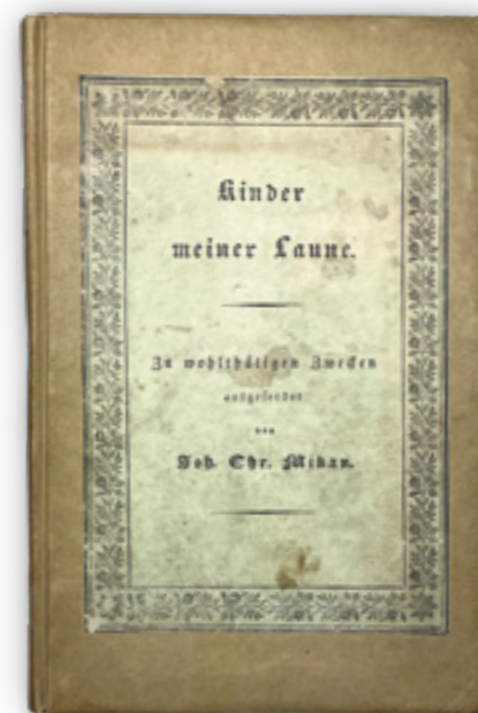 Kinder
meiner Laune.
Zu wohlthätigen Zwecken
ausgesendet
von
Joh. Chr. Mikan.